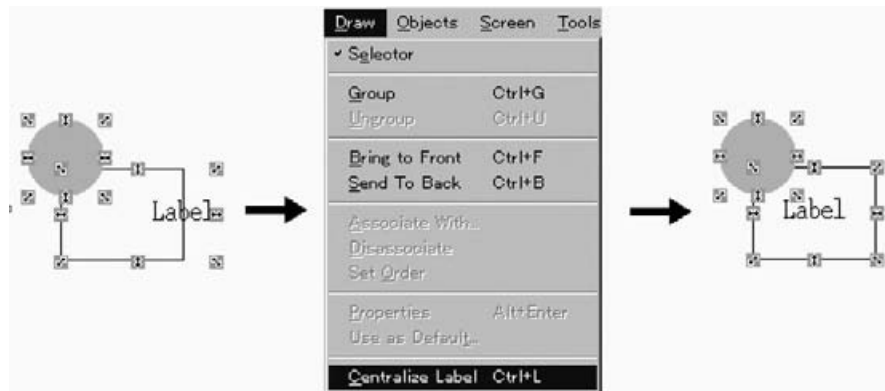 Draw Objects Screen Tools
✓ Selector
Group Ctrl+G
Ungroup Ctrl+U
Bring to Front Ctrl+F
Send To Back Ctrl+B
Label
Label
Associate With...
Disassociate
Set Order
Properties Alt+Enter
Use as Default...
Centralize Label Ctrl+L